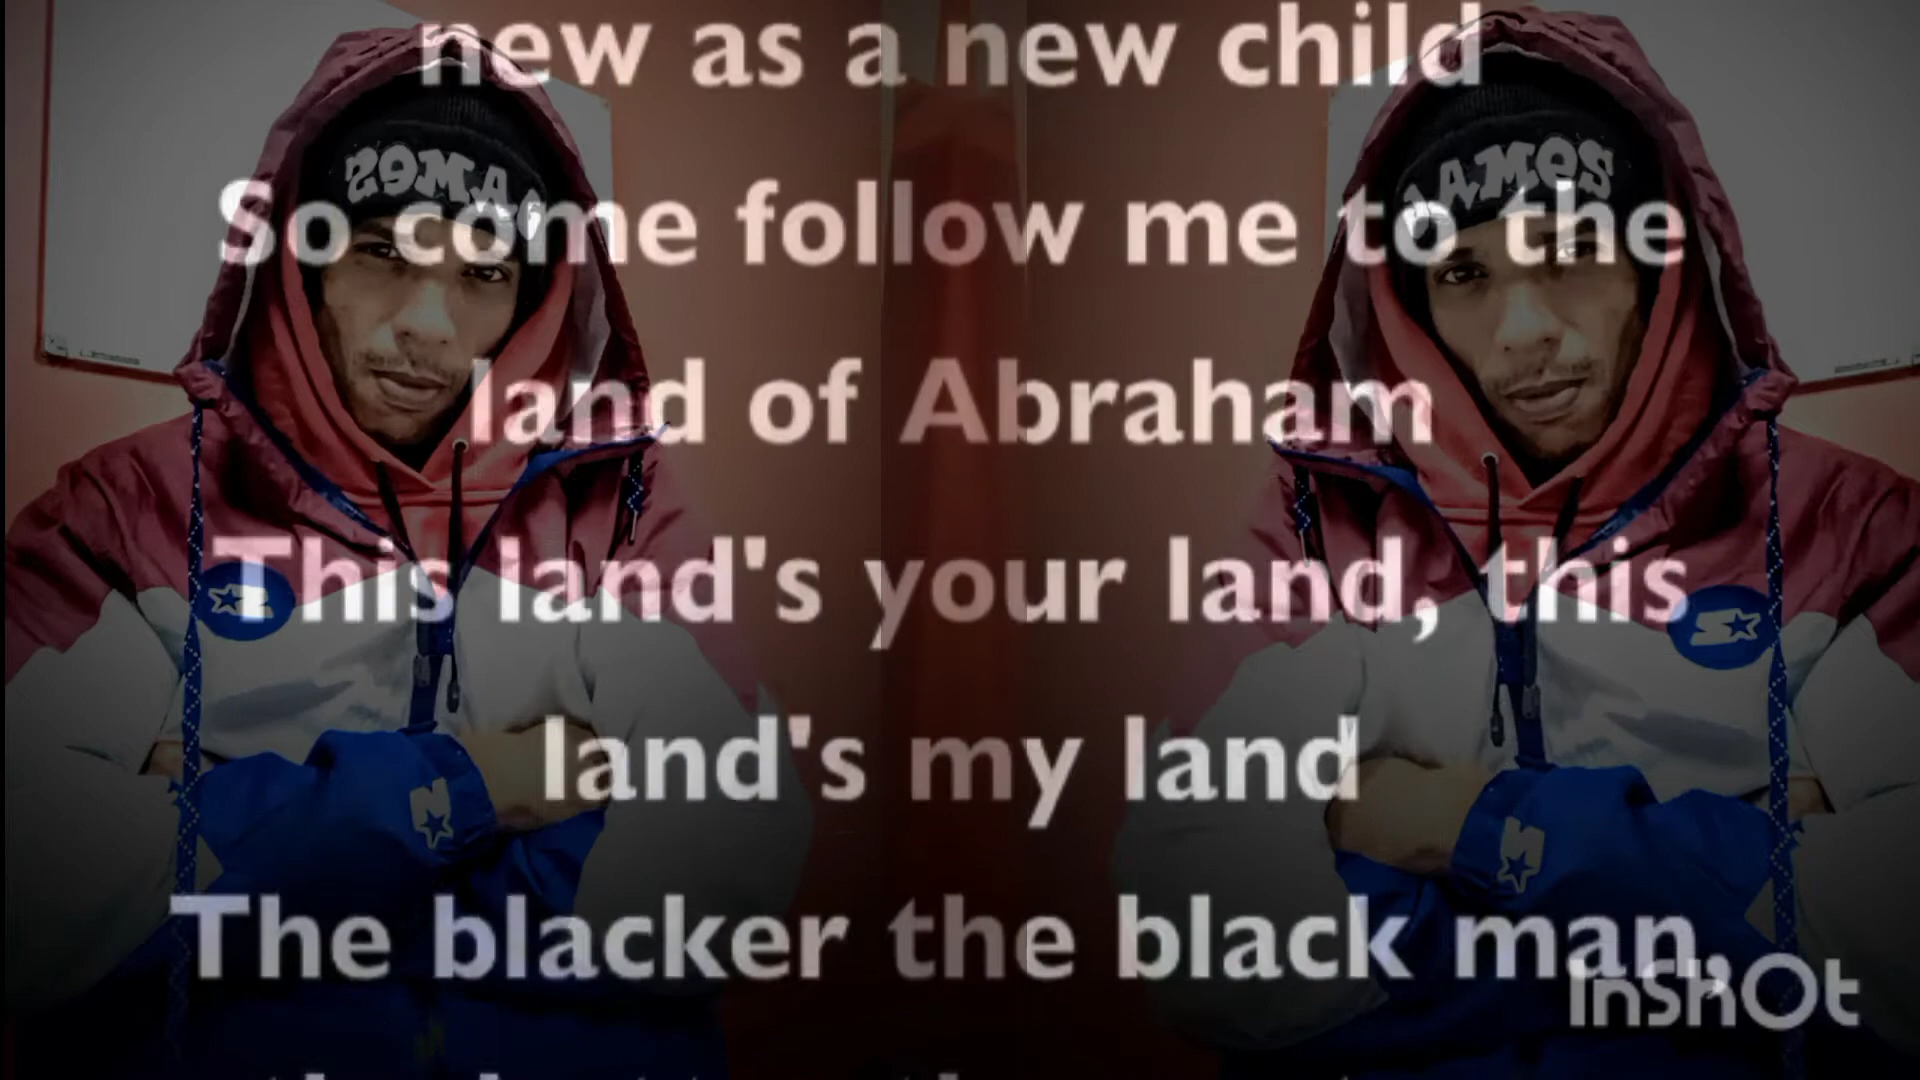 new as a new child
So come follow me to the
land of Abraham
This land's your land, this
land's my land
The blacker the black man,
JAMES
InShOt